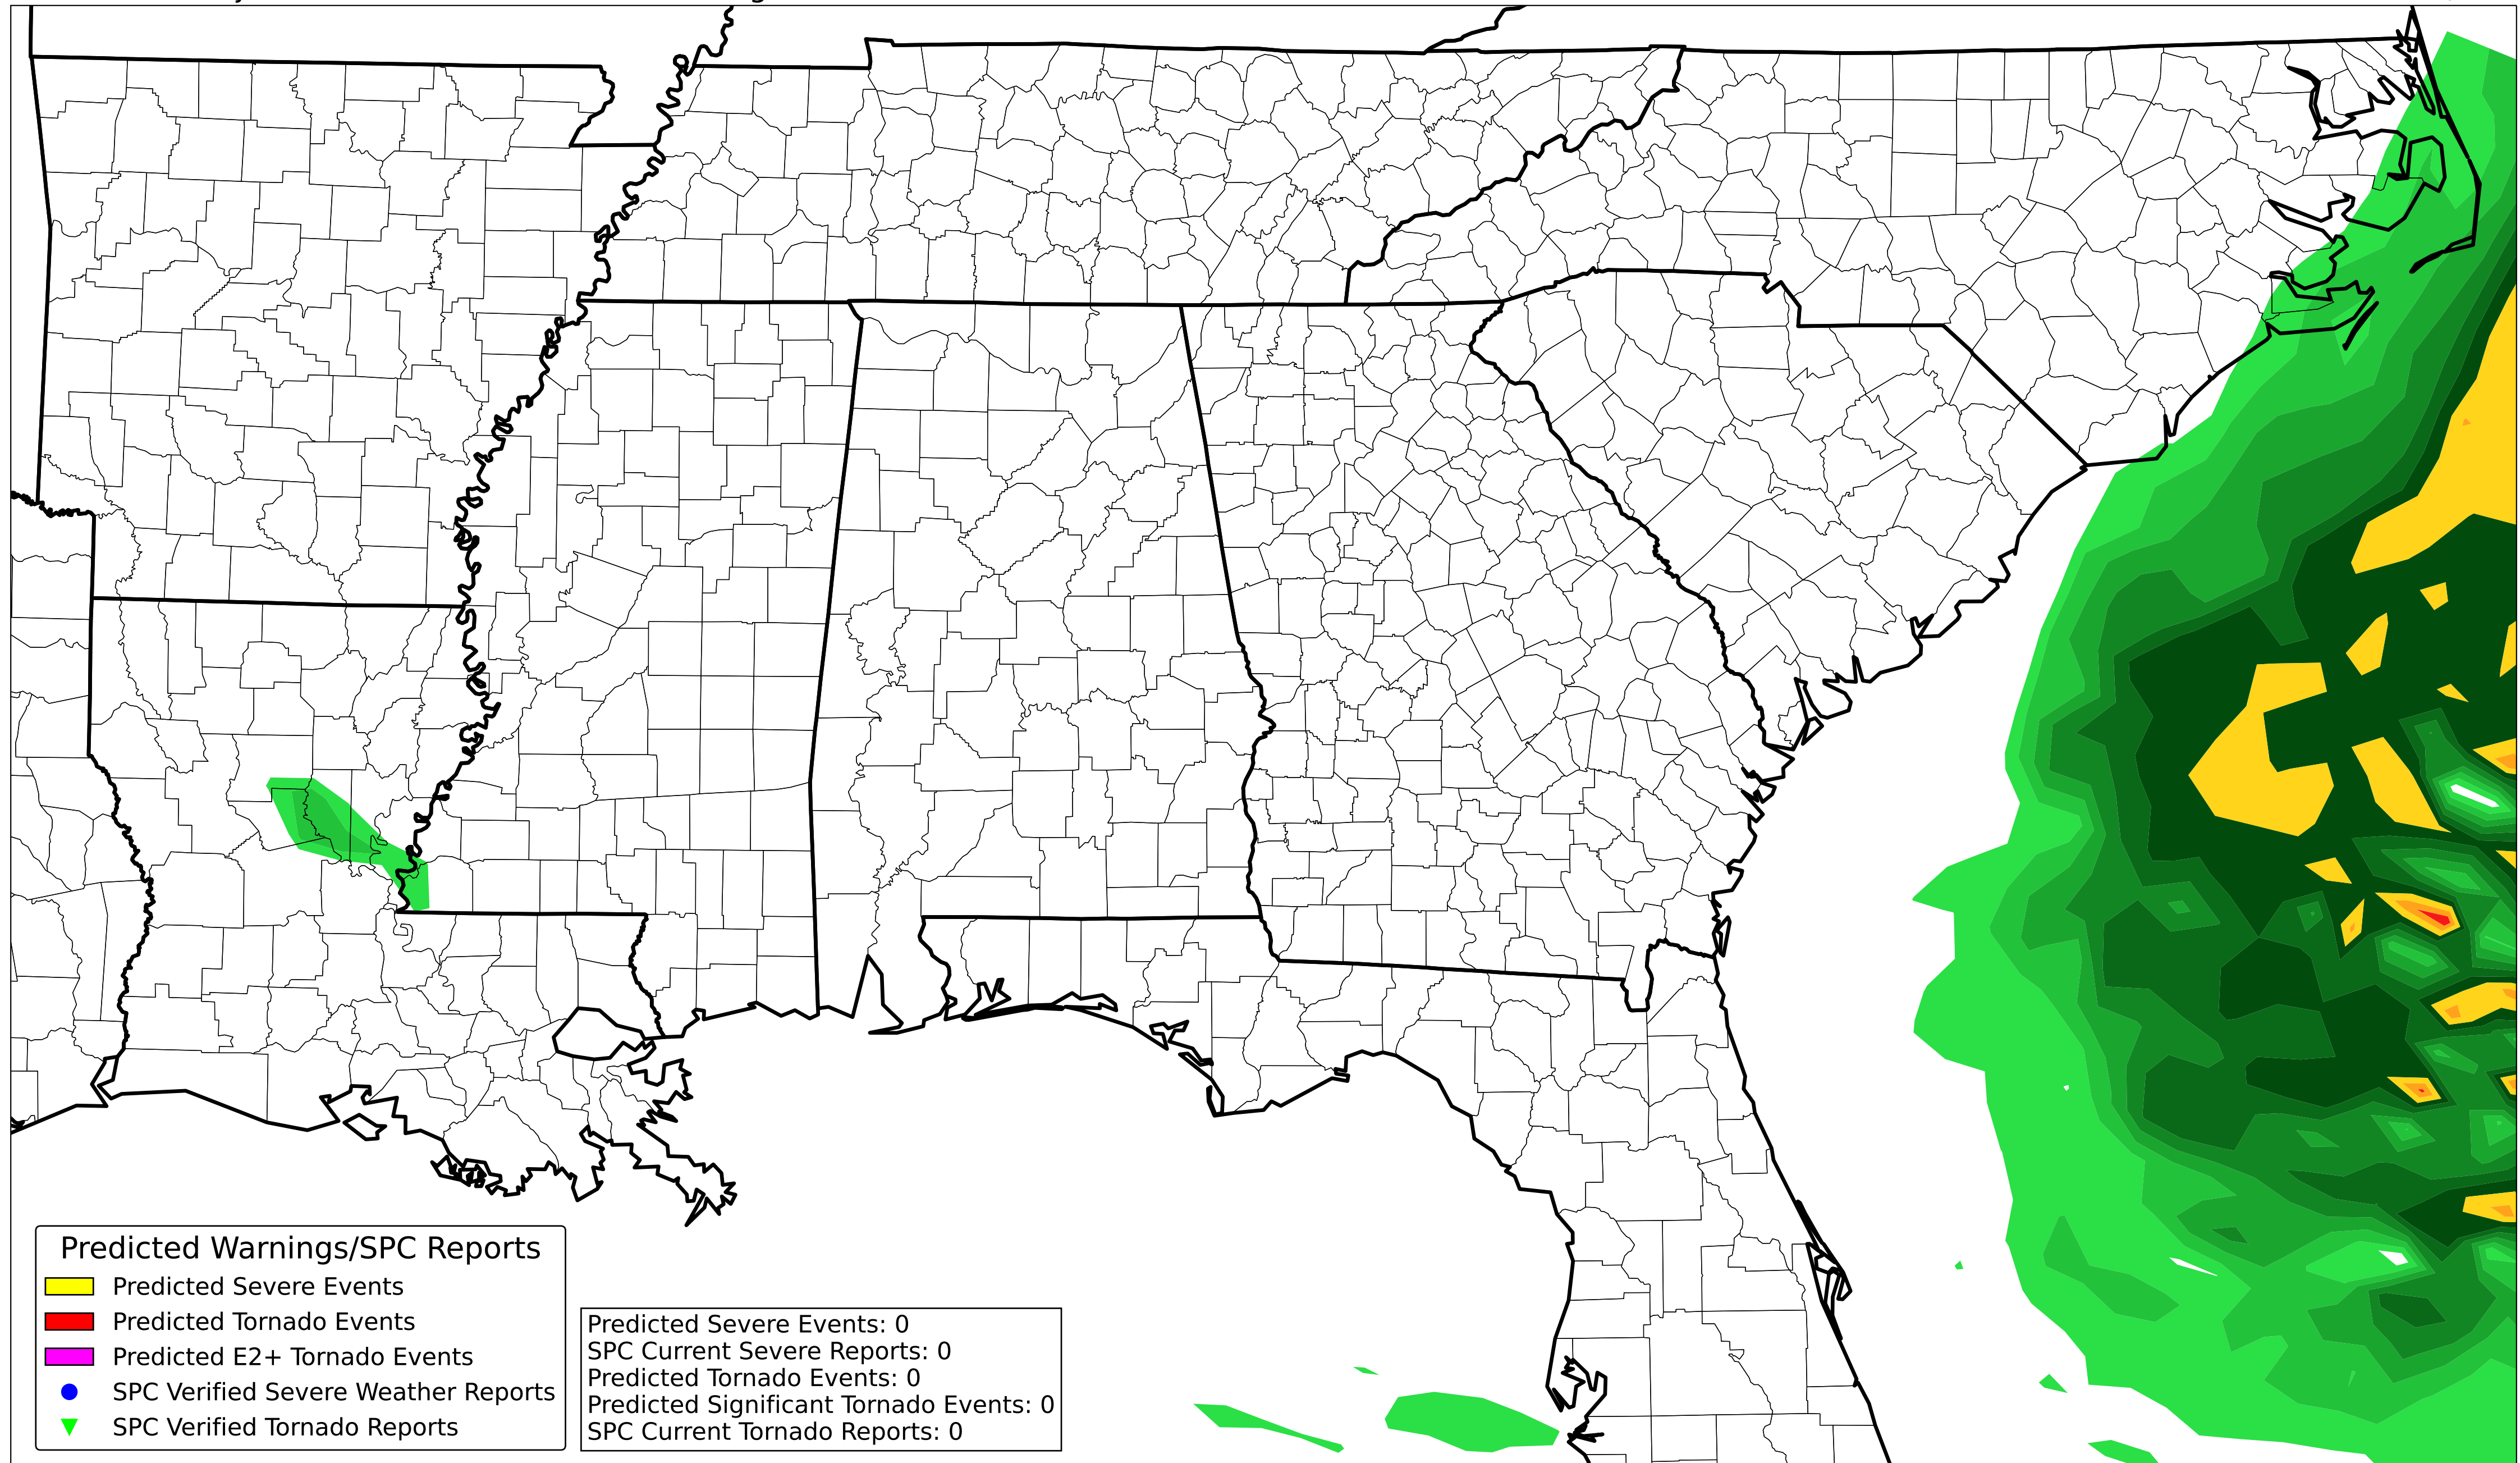 Predicted Warnings/SPC Reports
Predicted Severe Events
Predicted Tornado Events
Predicted E2+ Tornado Events
SPC Verified Severe Weather Reports
SPC Verified Tornado Reports
Predicted Severe Events: 0
SPC Current Severe Reports: 0
Predicted Tornado Events: 0
Predicted Significant Tornado Events: 0
SPC Current Tornado Reports: 0